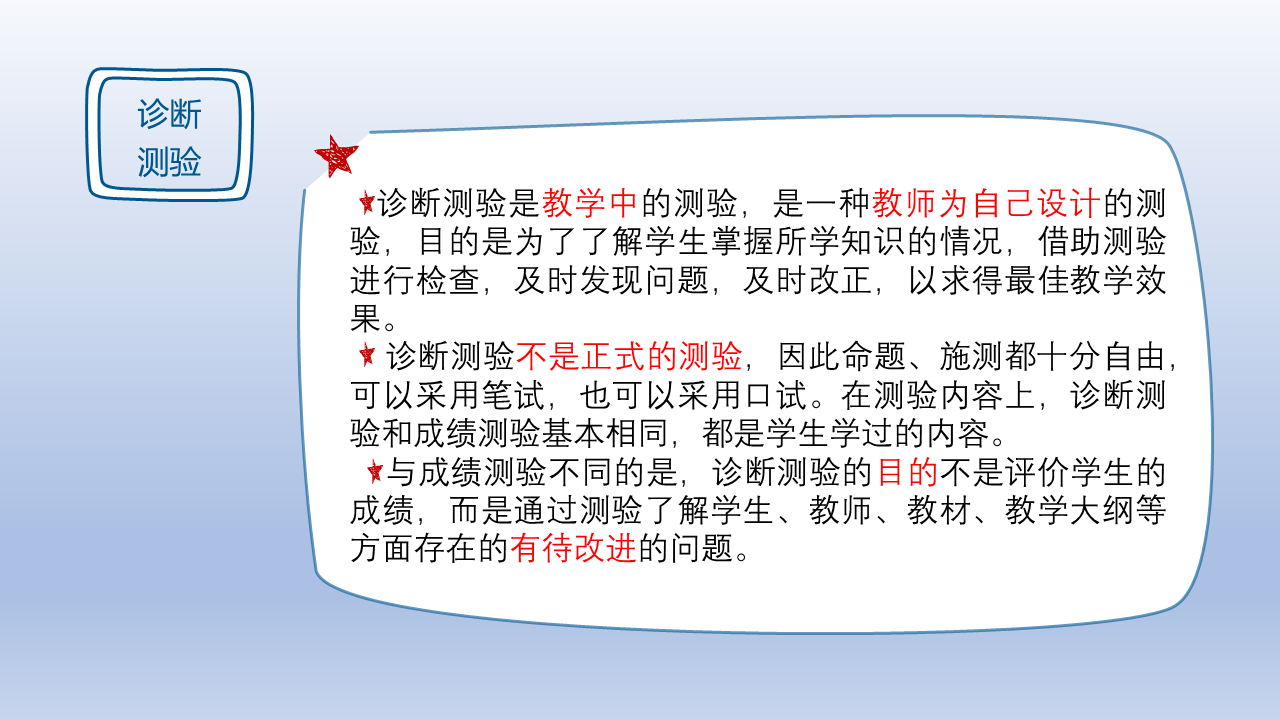 诊断
测验
诊断测验是教学中的测验，是一种教师为自己设计的测
验，目的是为了了解学生掌握所学知识的情况，借助测验
进行检查，及时发现问题，及时改正，以求得最佳教学效
果。
诊断测验不是正式的测验，因此命题、施测都十分自由，
可以采用笔试，也可以采用口试。在测验内容上，诊断测
验和成绩测验基本相同，都是学生学过的内容。
与成绩测验不同的是，诊断测验的目的不是评价学生的
成绩，而是通过测验了解学生、教师、教材、教学大纲等
方面存在的有待改进的问题。